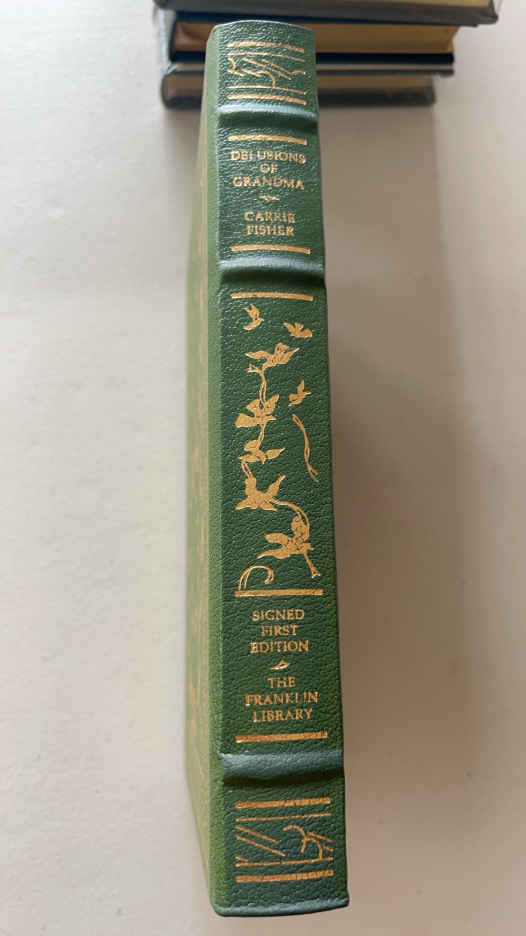 DELUSIONS
OF
GRANDMA
CARRIE
FISHER
SIGNED
FIRST
EDITION
THE
FRANKLIN
LIBRARY